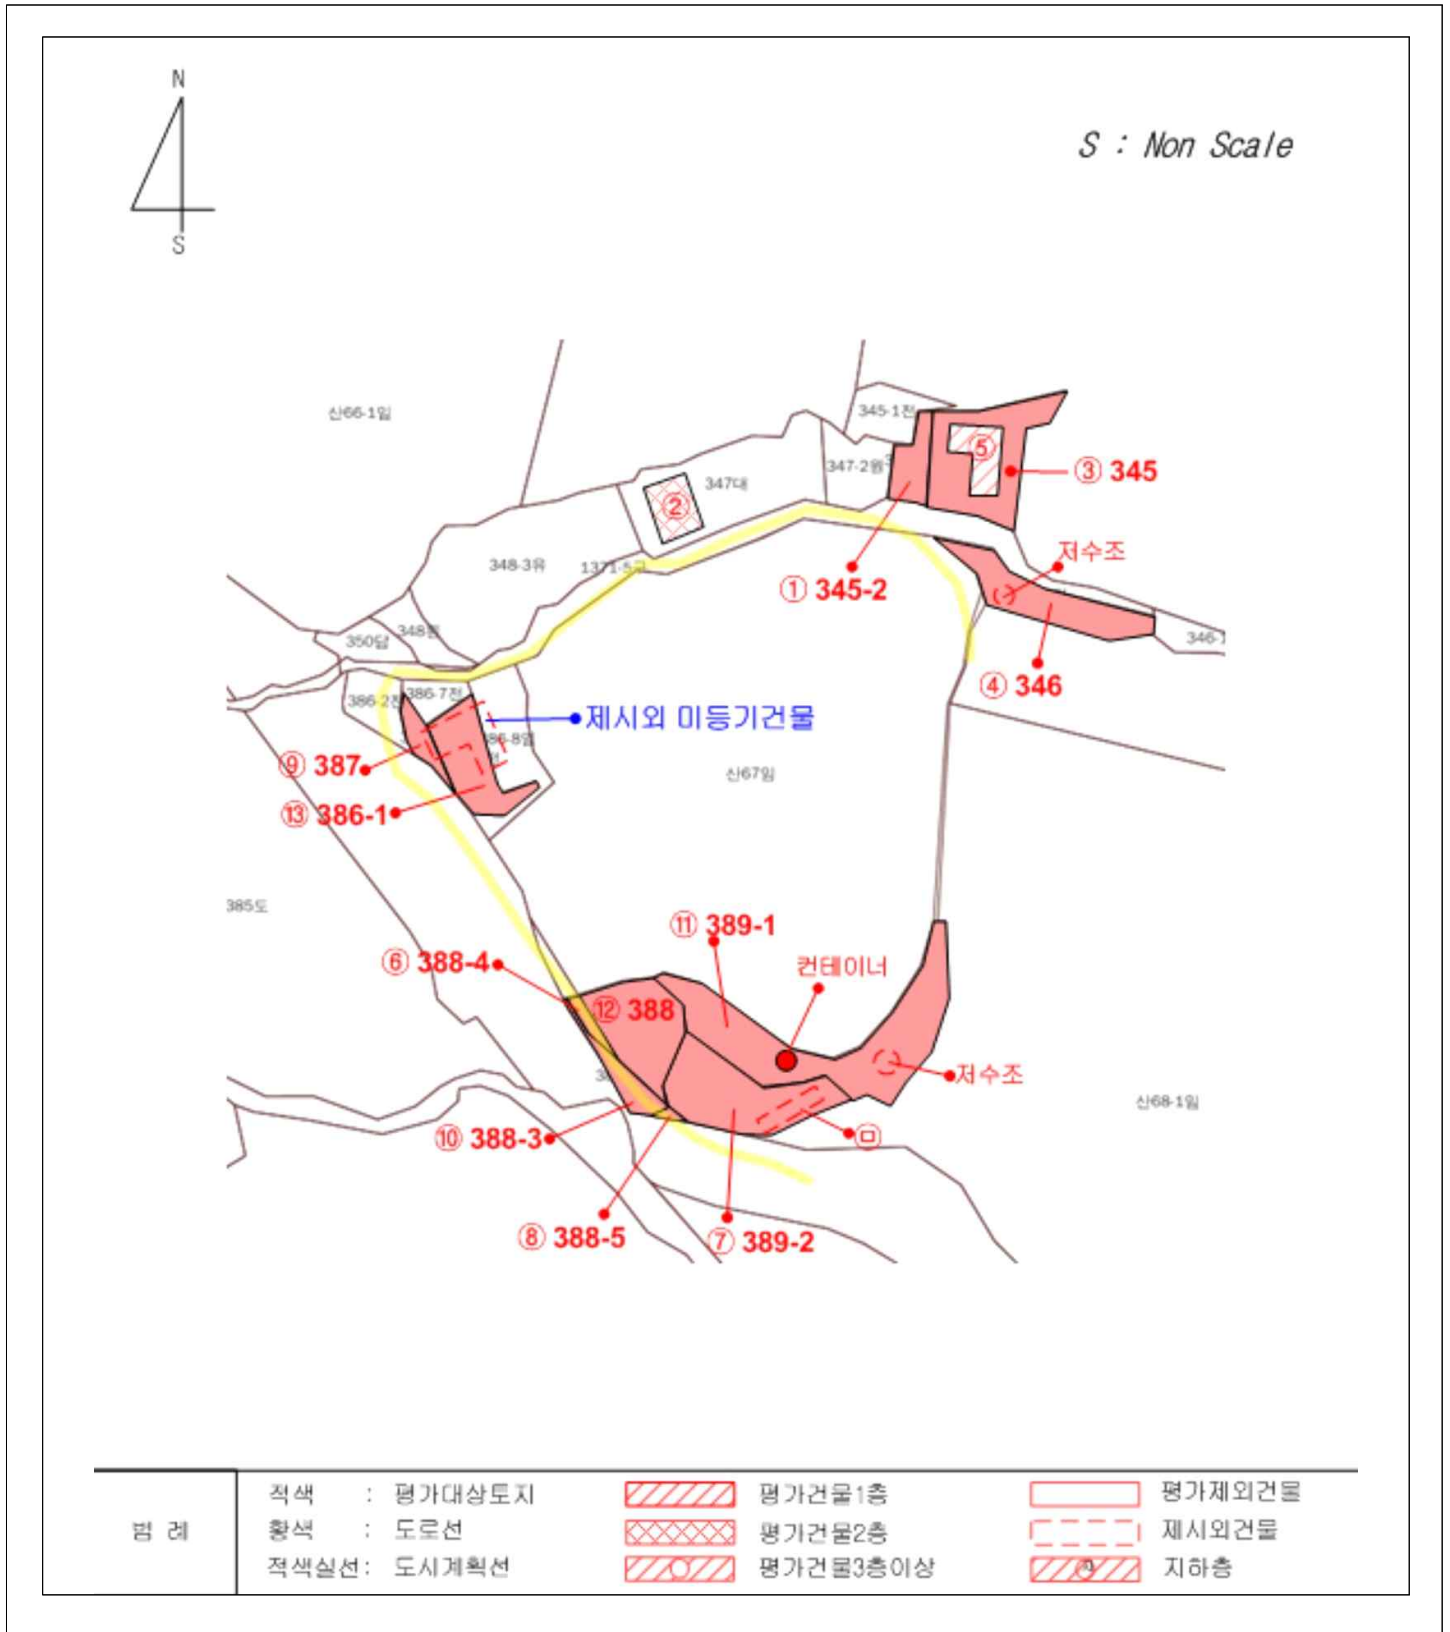 N
S
S : Non Scale
산66-1임
345-1전
⑤
③ 345
347-2원
347대
②
348-3유
저수조
① 345-2
348원
350답
346-1
④ 346
386-2전
386-7전
제시외 미등기건물
⑨ 387
산67임
⑬ 386-1
385도
⑪ 389-1
⑥ 388-4
컨테이너
⑫ 388
저수조
산68-1임
⑩ 388-3
㉤
⑧ 388-5
⑦ 389-2
범 례
적색 : 평가대상토지
황색 : 도로선
적색실선: 도시계획선
평가건물1층
평가건물2층
평가건물3층이상
평가제외건물
제시외건물
지하층